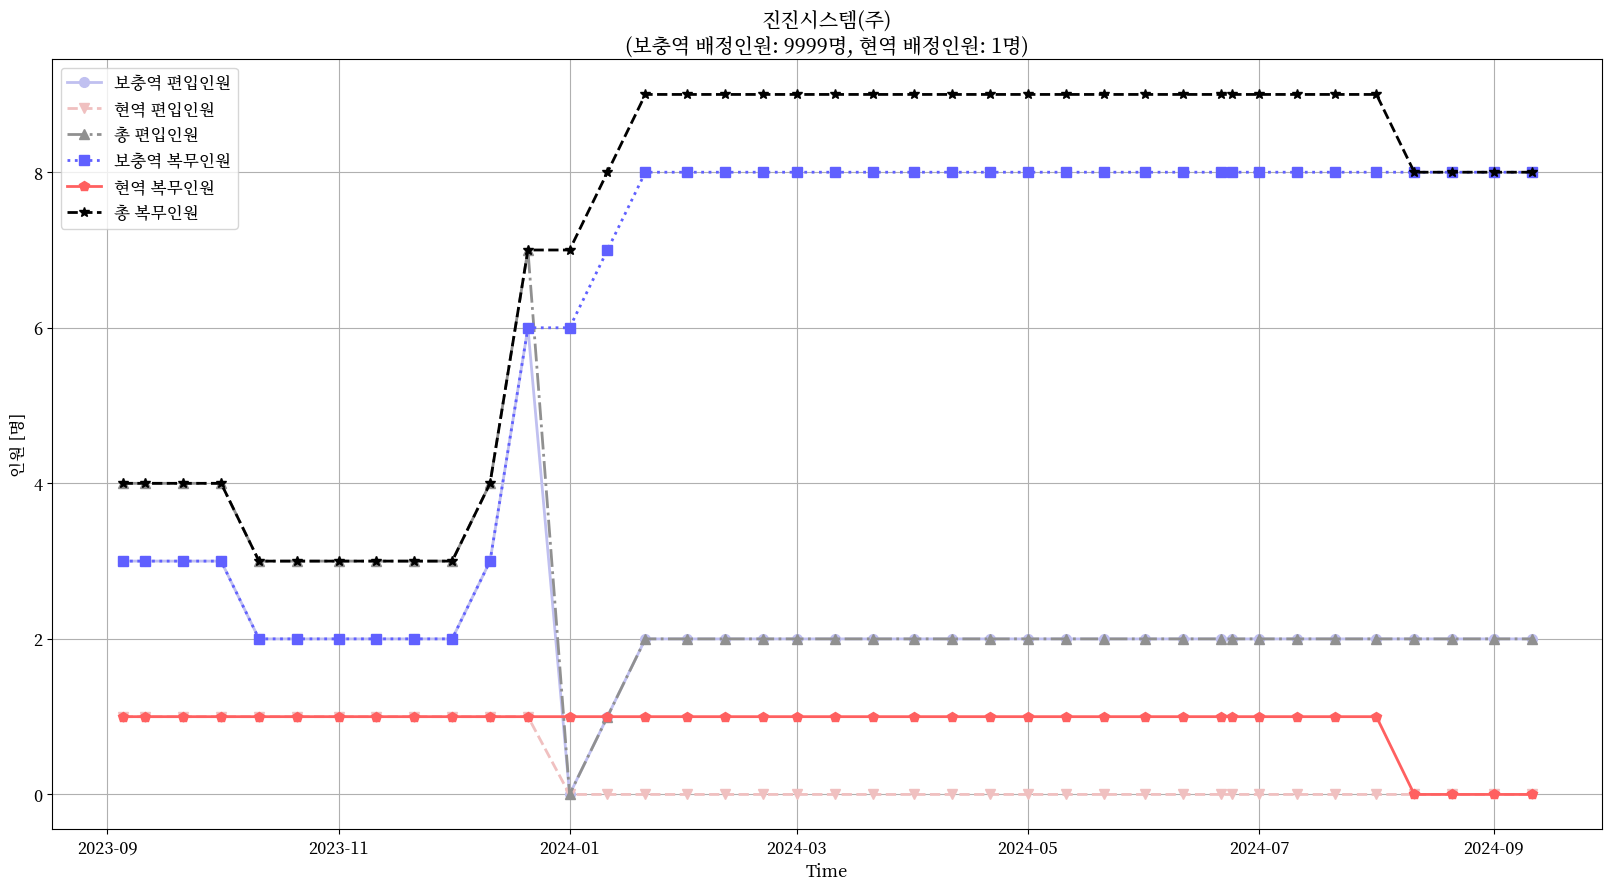 진진시스템(주)
(보충역 배정인원: 9999명, 현역 배정인원: 1명)
보충역 편입인원
현역 편입인원
총 편입인원
보충역 복무인원
현역 복무인원
총 복무인원
인원 [명]
8
6
4
2
0
2023-09
2023-11
2024-01
2024-03
2024-05
2024-07
2024-09
Time